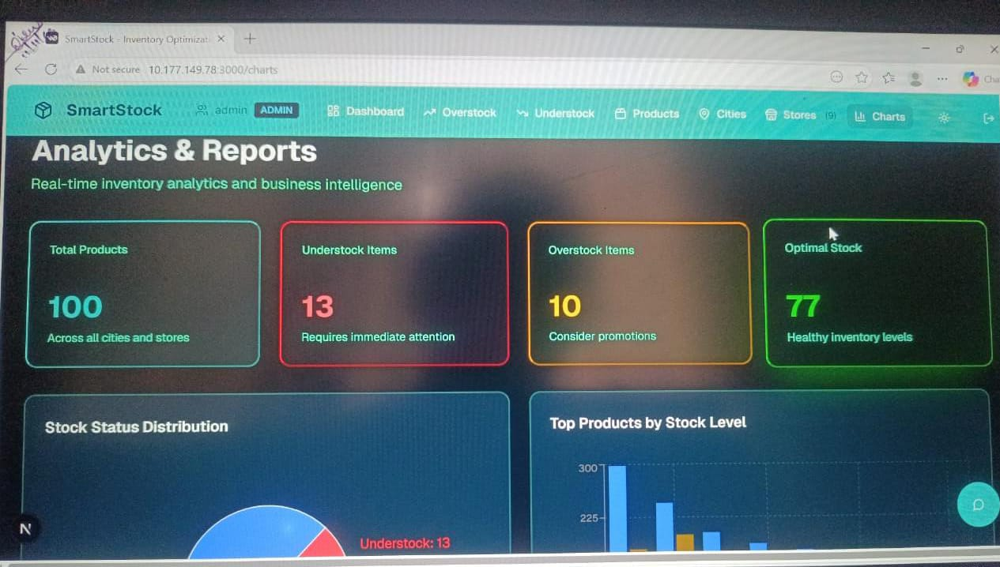 SmartStock - Inventory Optimizat
Not secure 10.177.149.78:3000/charts
SmartStock admin ADMIN Dashboard Overstock Understock Products Cities Stores (9) Charts
Analytics & Reports
Real-time inventory analytics and business intelligence
Total Products
100
Across all cities and stores
Understock Items
13
Requires immediate attention
Overstock Items
10
Consider promotions
Optimal Stock
77
Healthy inventory levels
Stock Status Distribution
Understock: 13
Top Products by Stock Level
300
225
N